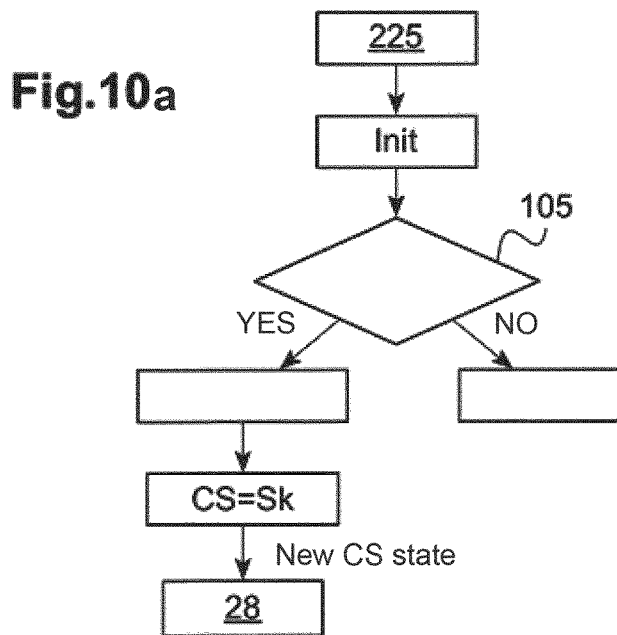 225
Fig.10a
Init
105
YES
NO
CS=Sk
New CS state
28